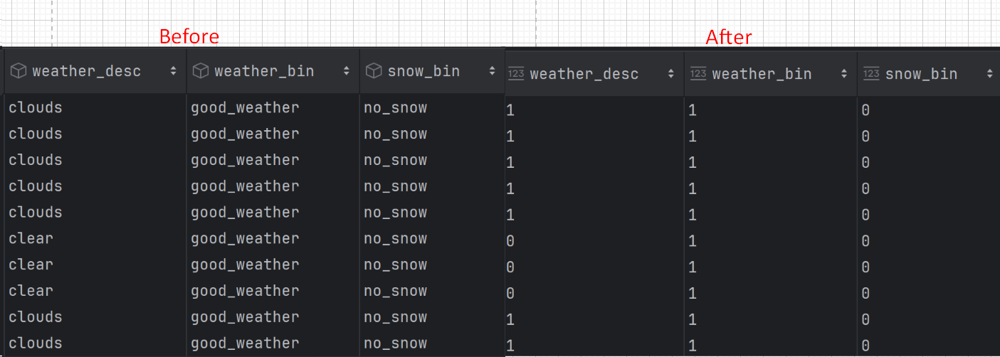 Before After
weather_desc weather_bin snow_bin 123 weather_desc 123 weather_bin 123 snow_bin
clouds good_weather no_snow 1 1 0
clouds good_weather no_snow 1 1 0
clouds good_weather no_snow 1 1 0
clouds good_weather no_snow 1 1 0
clouds good_weather no_snow 1 1 0
clear good_weather no_snow 0 1 0
clear good_weather no_snow 0 1 0
clear good_weather no_snow 0 1 0
clouds good_weather no_snow 1 1 0
clouds good_weather no_snow 1 1 0